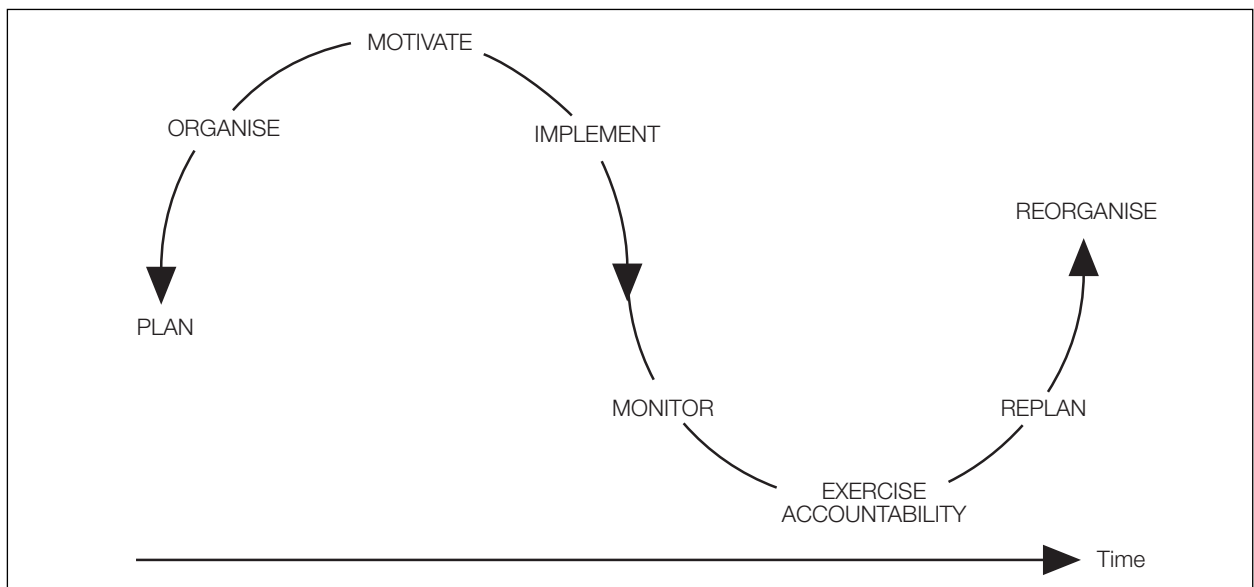 PLAN
ORGANISE
MOTIVATE
IMPLEMENT
MONITOR
EXERCISE
ACCOUNTABILITY
REPLAN
REORGANISE
Time